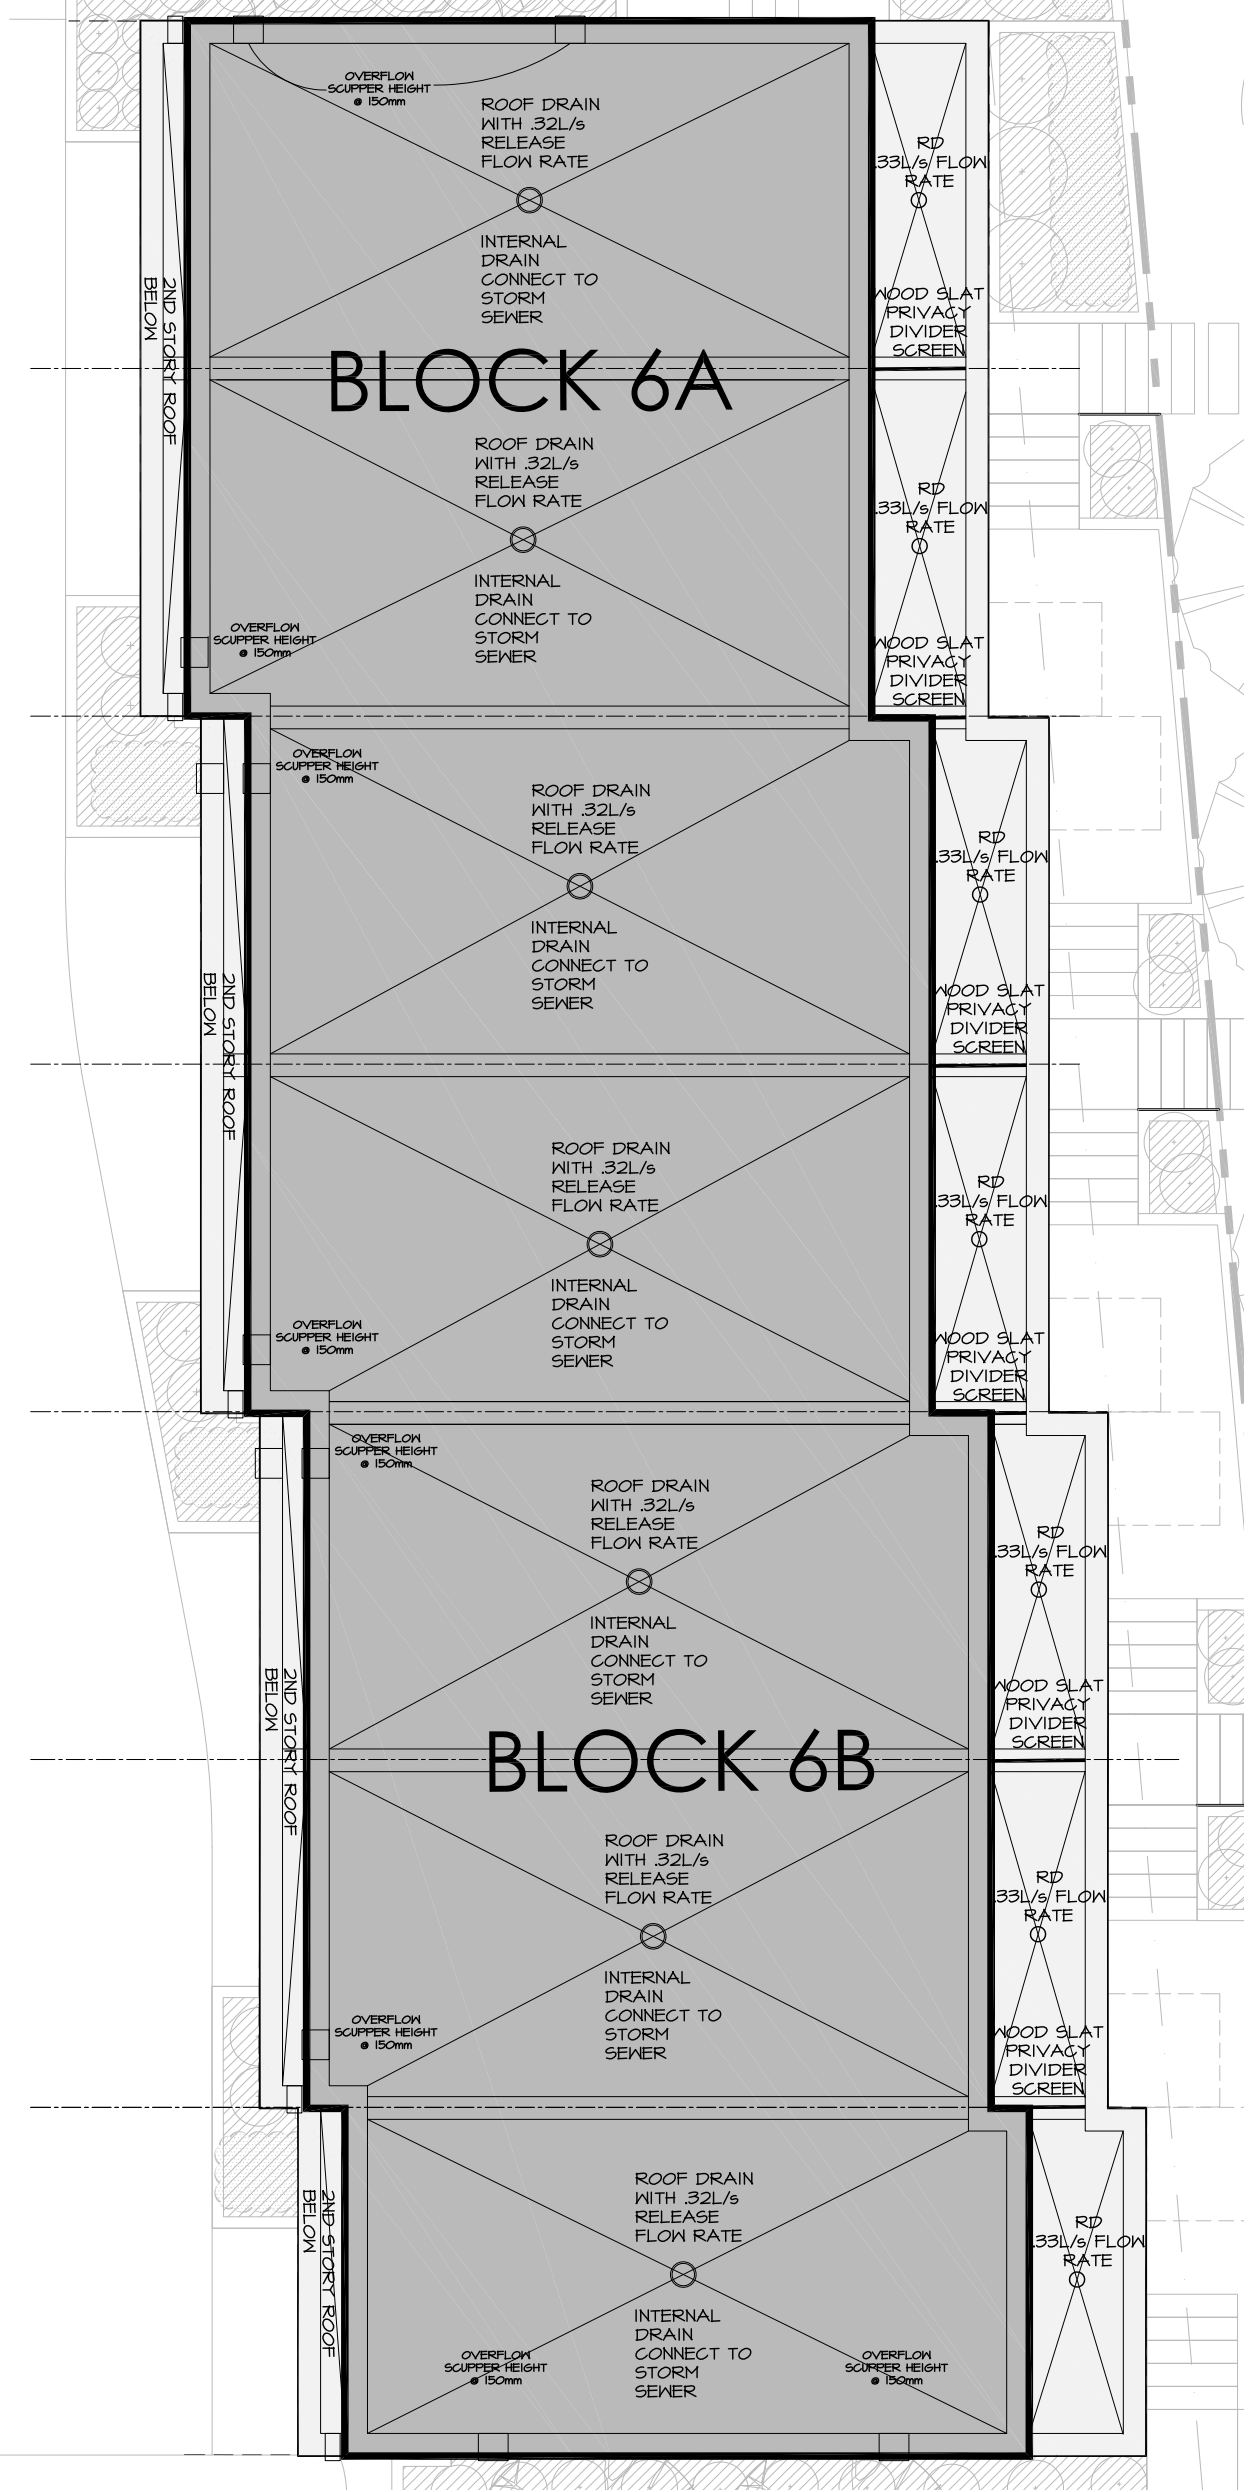 OVERFLOW
SCUPPER HEIGHT
@ 150mm
ROOF DRAIN
WITH .32L/s
RELEASE
FLOW RATE
RD
.33L/s FLOW
RATE
INTERNAL
DRAIN
CONNECT TO
STORM
SEWER
2ND STORY ROOF
BELOW
WOOD SLAT
PRIVACY
DIVIDER
SCREEN
BLOCK 6A
ROOF DRAIN
WITH .32L/s
RELEASE
FLOW RATE
RD
.33L/s FLOW
RATE
INTERNAL
DRAIN
CONNECT TO
STORM
SEWER
OVERFLOW
SCUPPER HEIGHT
@ 150mm
WOOD SLAT
PRIVACY
DIVIDER
SCREEN
OVERFLOW
SCUPPER HEIGHT
@ 150mm
ROOF DRAIN
WITH .32L/s
RELEASE
FLOW RATE
RD
.33L/s FLOW
RATE
INTERNAL
DRAIN
CONNECT TO
STORM
SEWER
2ND STORY ROOF
BELOW
WOOD SLAT
PRIVACY
DIVIDER
SCREEN
ROOF DRAIN
WITH .32L/s
RELEASE
FLOW RATE
RD
.33L/s FLOW
RATE
INTERNAL
DRAIN
CONNECT TO
STORM
SEWER
OVERFLOW
SCUPPER HEIGHT
@ 150mm
WOOD SLAT
PRIVACY
DIVIDER
SCREEN
OVERFLOW
SCUPPER HEIGHT
@ 150mm
ROOF DRAIN
WITH .32L/s
RELEASE
FLOW RATE
RD
.33L/s FLOW
RATE
INTERNAL
DRAIN
CONNECT TO
STORM
SEWER
2ND STORY ROOF
BELOW
WOOD SLAT
PRIVACY
DIVIDER
SCREEN
BLOCK 6B
ROOF DRAIN
WITH .32L/s
RELEASE
FLOW RATE
RD
.33L/s FLOW
RATE
INTERNAL
DRAIN
CONNECT TO
STORM
SEWER
OVERFLOW
SCUPPER HEIGHT
@ 150mm
WOOD SLAT
PRIVACY
DIVIDER
SCREEN
ROOF DRAIN
WITH .32L/s
RELEASE
FLOW RATE
2ND STORY ROOF
BELOW
RD
.33L/s FLOW
RATE
INTERNAL
DRAIN
CONNECT TO
STORM
SEWER
OVERFLOW
SCUPPER HEIGHT
@ 150mm
OVERFLOW
SCUPPER HEIGHT
@ 150mm